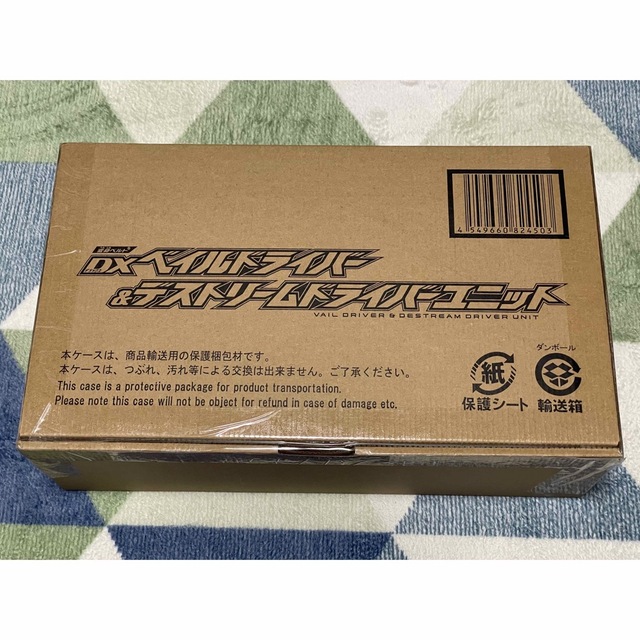 4 549660 824503
変身ベルト
DXベイルドライバー
&デストリームドライバーユニット
VAIL DRIVER & DESTREAM DRIVER UNIT
本ケースは、商品輸送用の保護梱包材です。
本ケースは、つぶれ、汚れ等による交換は出来ません。ご了承ください。
This case is a protective package for product transportation.
Please note this case will not be object for refund in case of damage etc.
紙
保護シート
ダンボール
輸送箱